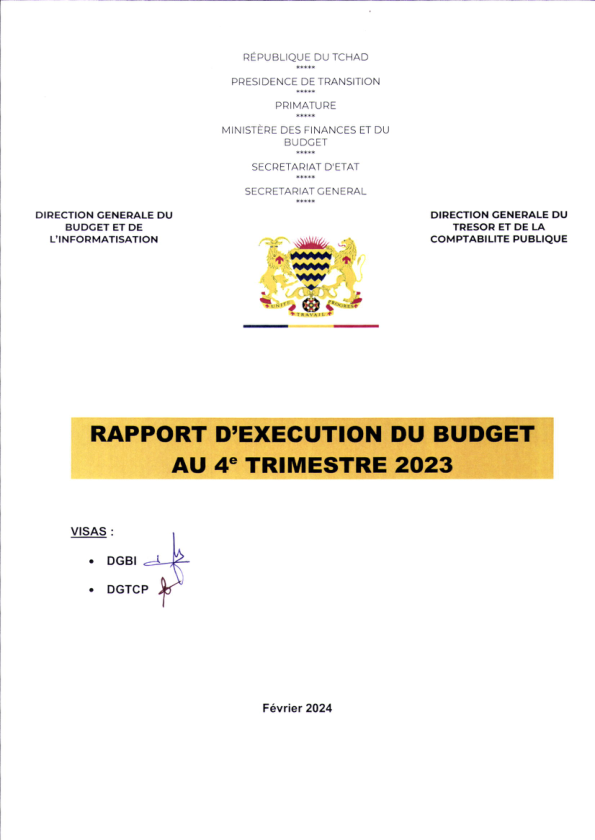 RÉPUBLIQUE DU TCHAD
*****
PRESIDENCE DE TRANSITION
*****
PRIMATURE
*****
MINISTÈRE DES FINANCES ET DU
BUDGET
*****
SECRETARIAT D'ETAT
*****
SECRETARIAT GENERAL
*****
DIRECTION GENERALE DU
BUDGET ET DE
L'INFORMATISATION
DIRECTION GENERALE DU
TRESOR ET DE LA
COMPTABILITE PUBLIQUE
UNITÉ
TRAVAIL
PROGRÈS
RAPPORT D'EXECUTION DU BUDGET
AU 4e TRIMESTRE 2023
VISAS :
• DGBI
• DGTCP
Février 2024